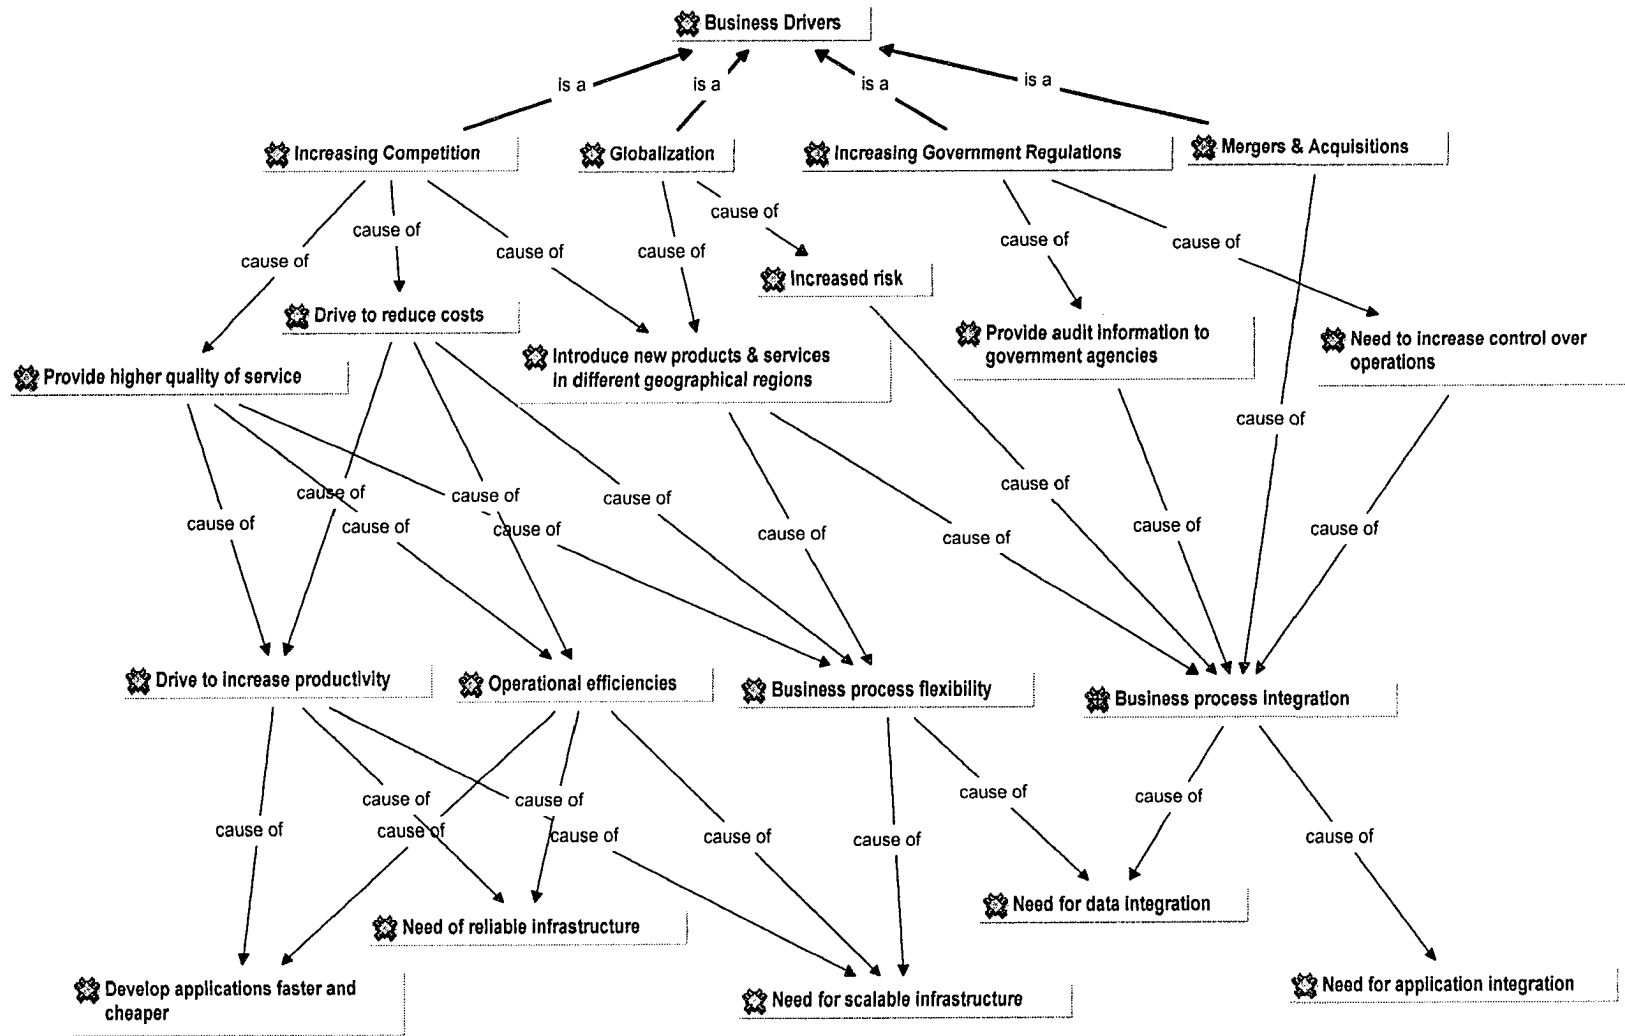 Business Drivers
is a
is a
is a
is a
Increasing Competition
Globalization
Increasing Government Regulations
Mergers & Acquisitions
cause of
cause of
cause of
cause of
cause of
cause of
cause of
Increased risk
Drive to reduce costs
Provide audit information to
government agencies
Need to increase control over
operations
Introduce new products & services
in different geographical regions
Provide higher quality of service
cause of
cause of
cause of
cause of
cause of
cause of
cause of
cause of
cause of
cause of
cause of
cause of
cause of
Drive to increase productivity
Operational efficiencies
Business process flexibility
Business process integration
cause of
cause of
cause of
cause of
cause of
cause of
cause of
cause of
cause of
cause of
Need for data integration
Need of reliable infrastructure
Develop applications faster and
cheaper
Need for scalable infrastructure
Need for application integration